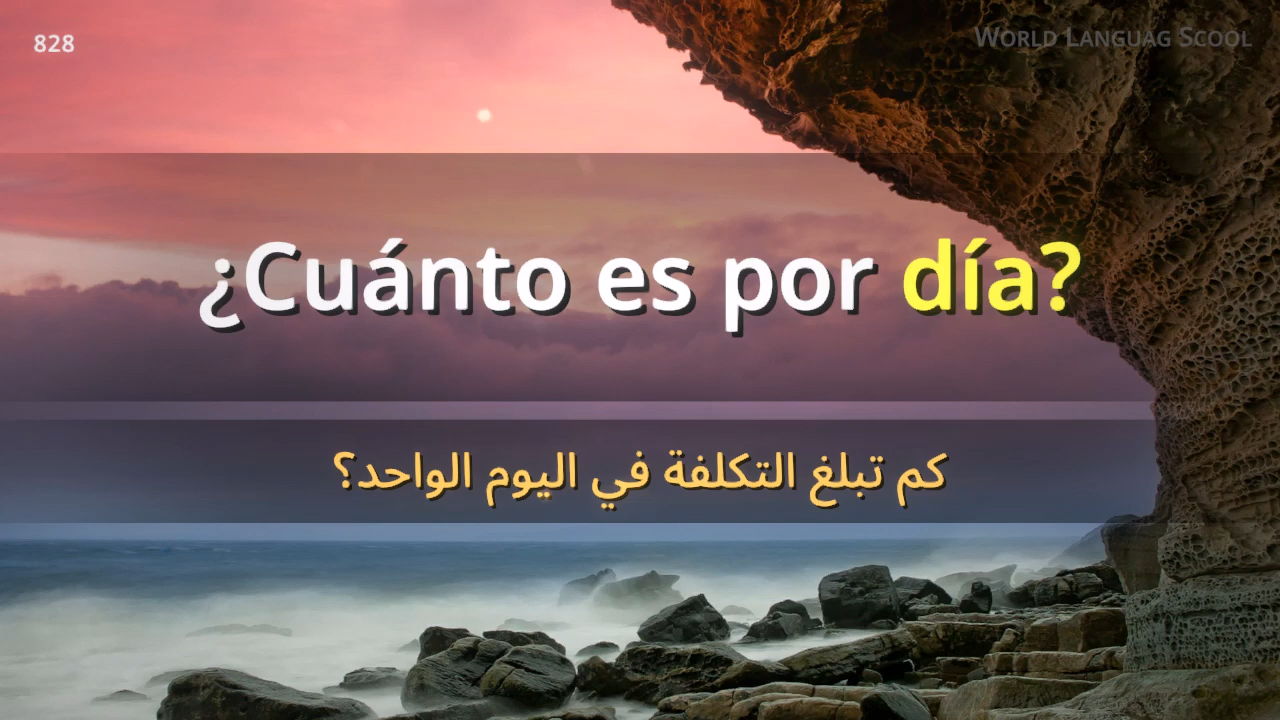 828
World Languag Scool
¿Cuánto es por día?
كم تبلغ التكلفة في اليوم الواحد؟